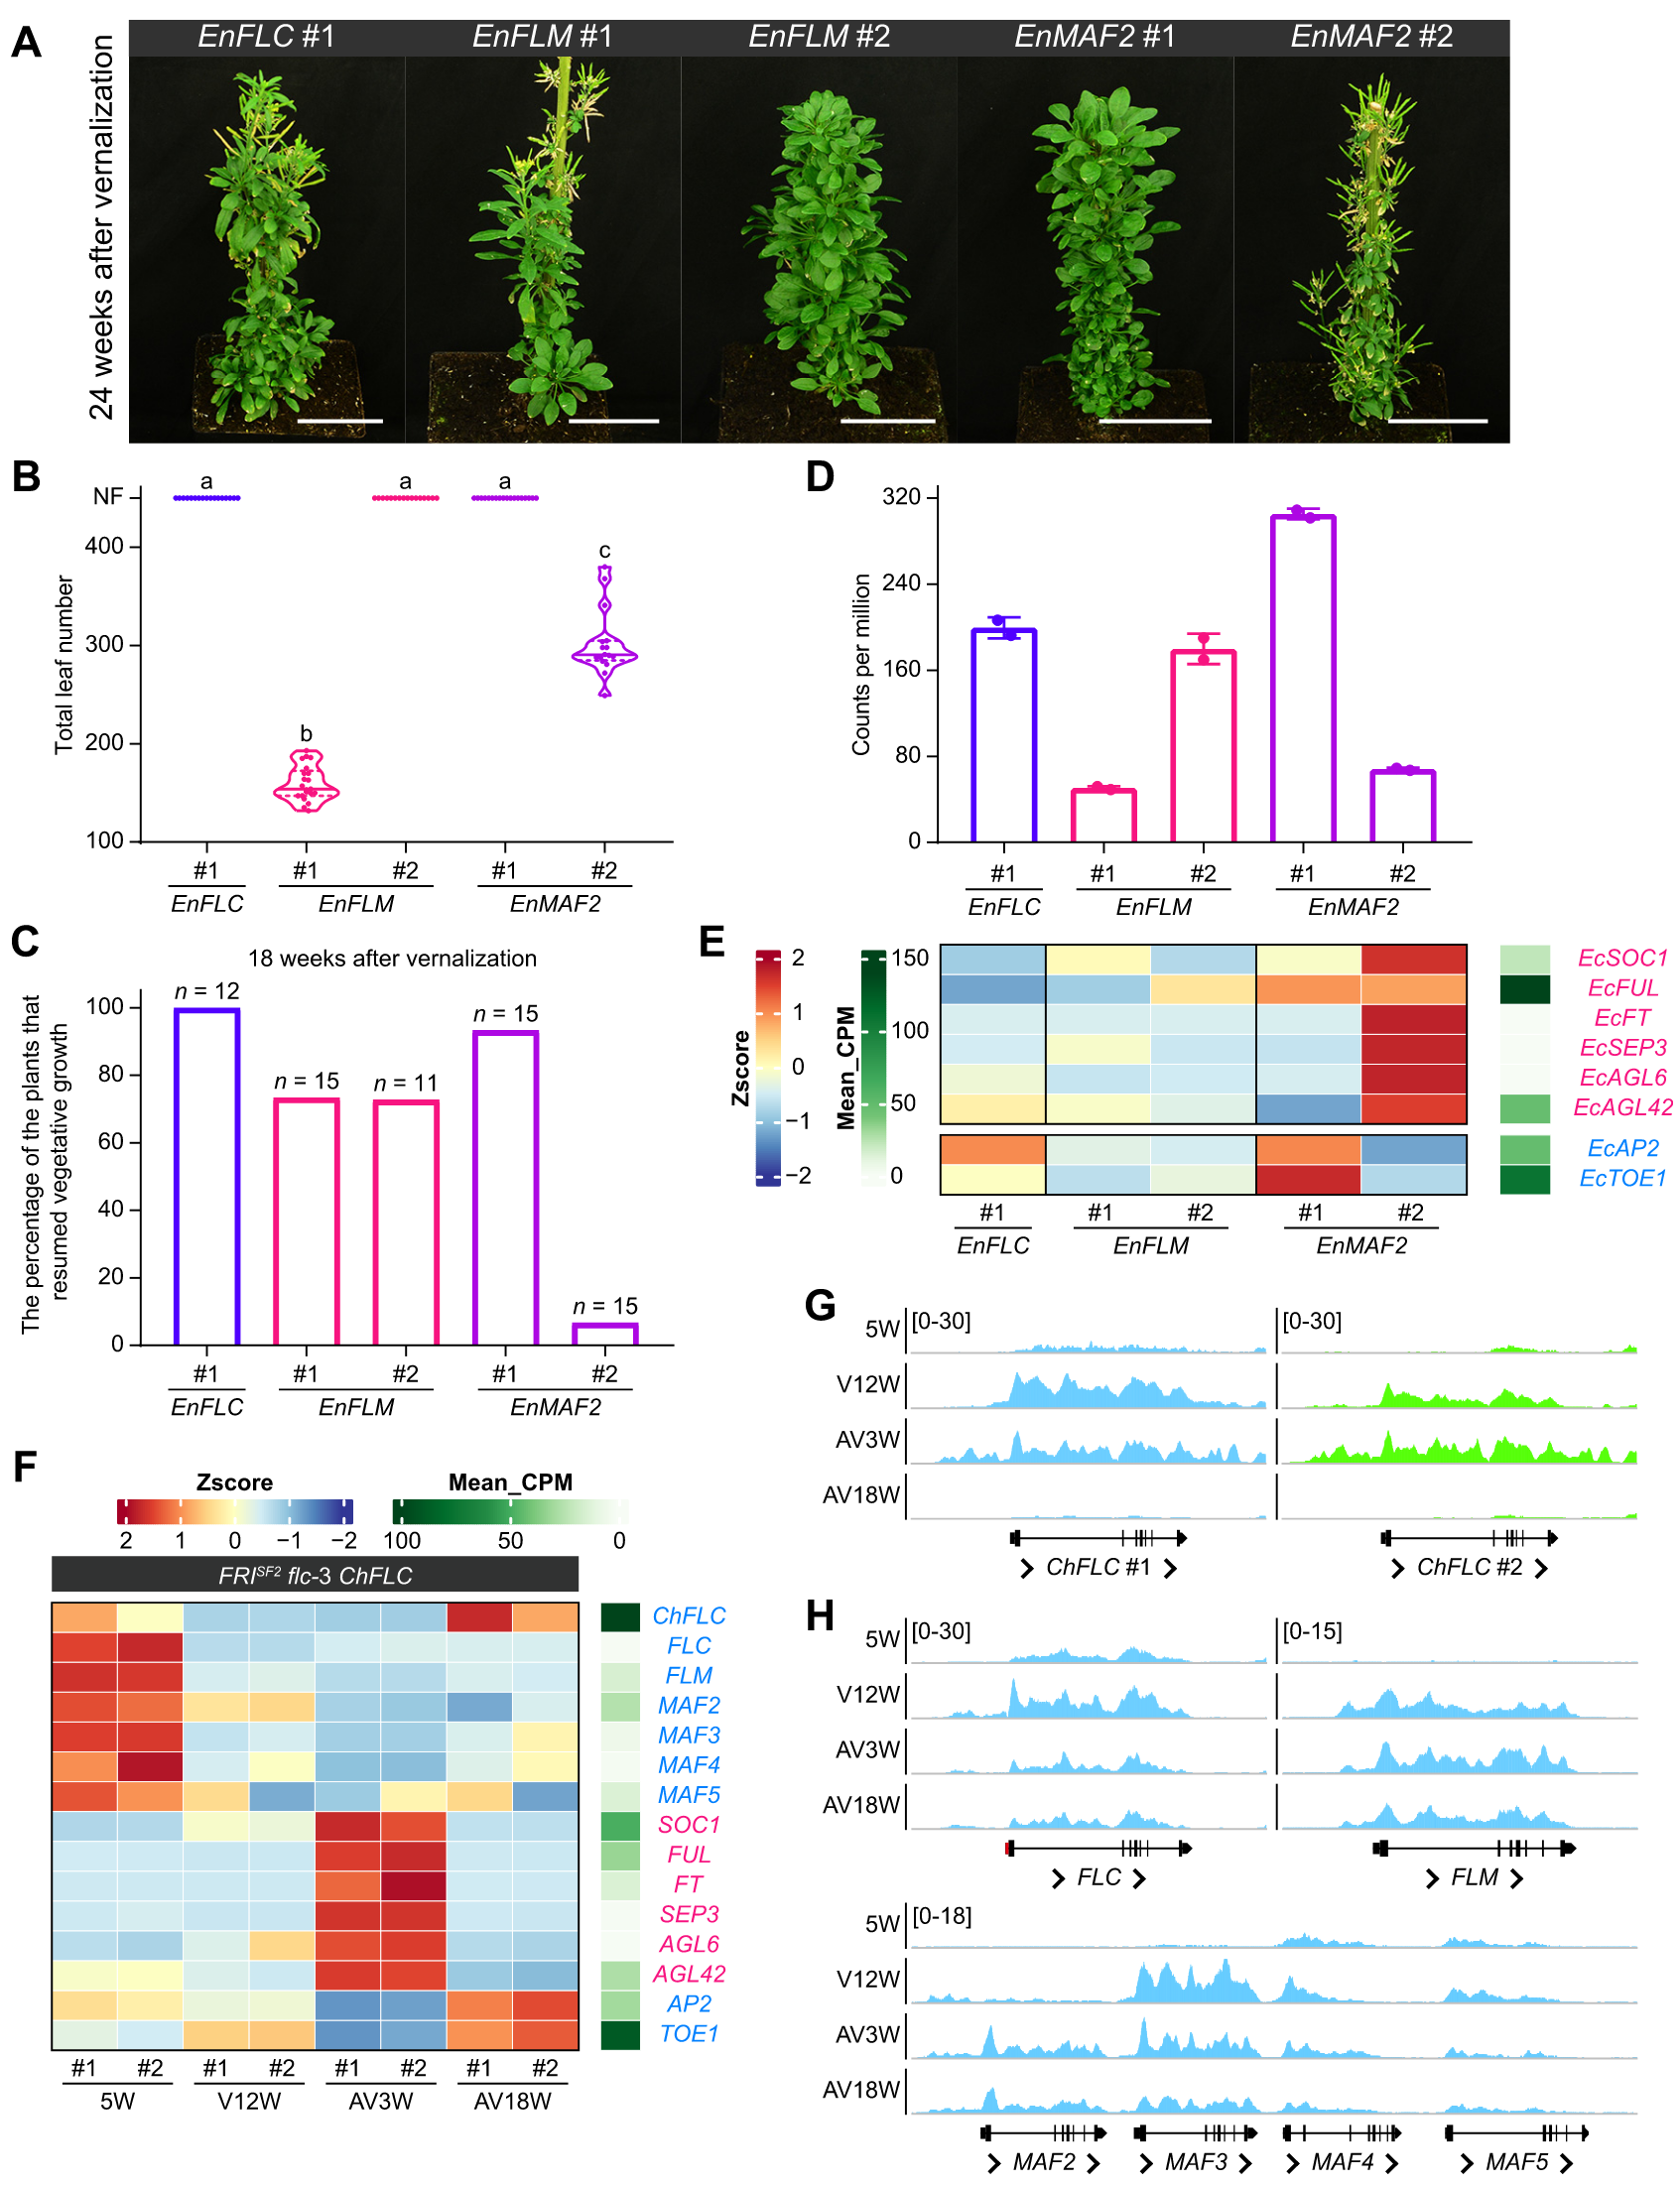 A
EnFLC #1
EnFLM #1
EnFLM #2
EnMAF2 #1
EnMAF2 #2
24 weeks after vernalization
B
Total leaf number
NF
400
300
200
100
a
b
a
a
c
#1
#1
#2
#1
#2
EnFLC
EnFLM
EnMAF2
C
18 weeks after vernalization
The percentage of the plants that
resumed vegetative growth
100
80
60
40
20
0
n = 12
n = 15
n = 11
n = 15
n = 15
#1
#1
#2
#1
#2
EnFLC
EnFLM
EnMAF2
D
Counts per million
320
240
160
80
0
#1
#1
#2
#1
#2
EnFLC
EnFLM
EnMAF2
E
Zscore
2
1
0
−1
−2
Mean_CPM
150
100
50
0
EcSOC1
EcFUL
EcFT
EcSEP3
EcAGL6
EcAGL42
EcAP2
EcTOE1
#1
#1
#2
#1
#2
EnFLC
EnFLM
EnMAF2
F
Zscore
2
1
0
−1
−2
Mean_CPM
100
50
0
FRISF2 flc-3 ChFLC
ChFLC
FLC
FLM
MAF2
MAF3
MAF4
MAF5
SOC1
FUL
FT
SEP3
AGL6
AGL42
AP2
TOE1
#1 #2 #1 #2 #1 #2 #1 #2
5W
V12W
AV3W
AV18W
G
5W
[0-30]
[0-30]
V12W
AV3W
AV18W
ChFLC #1
ChFLC #2
H
5W
[0-30]
[0-15]
V12W
AV3W
AV18W
FLC
FLM
5W
[0-18]
V12W
AV3W
AV18W
MAF2
MAF3
MAF4
MAF5